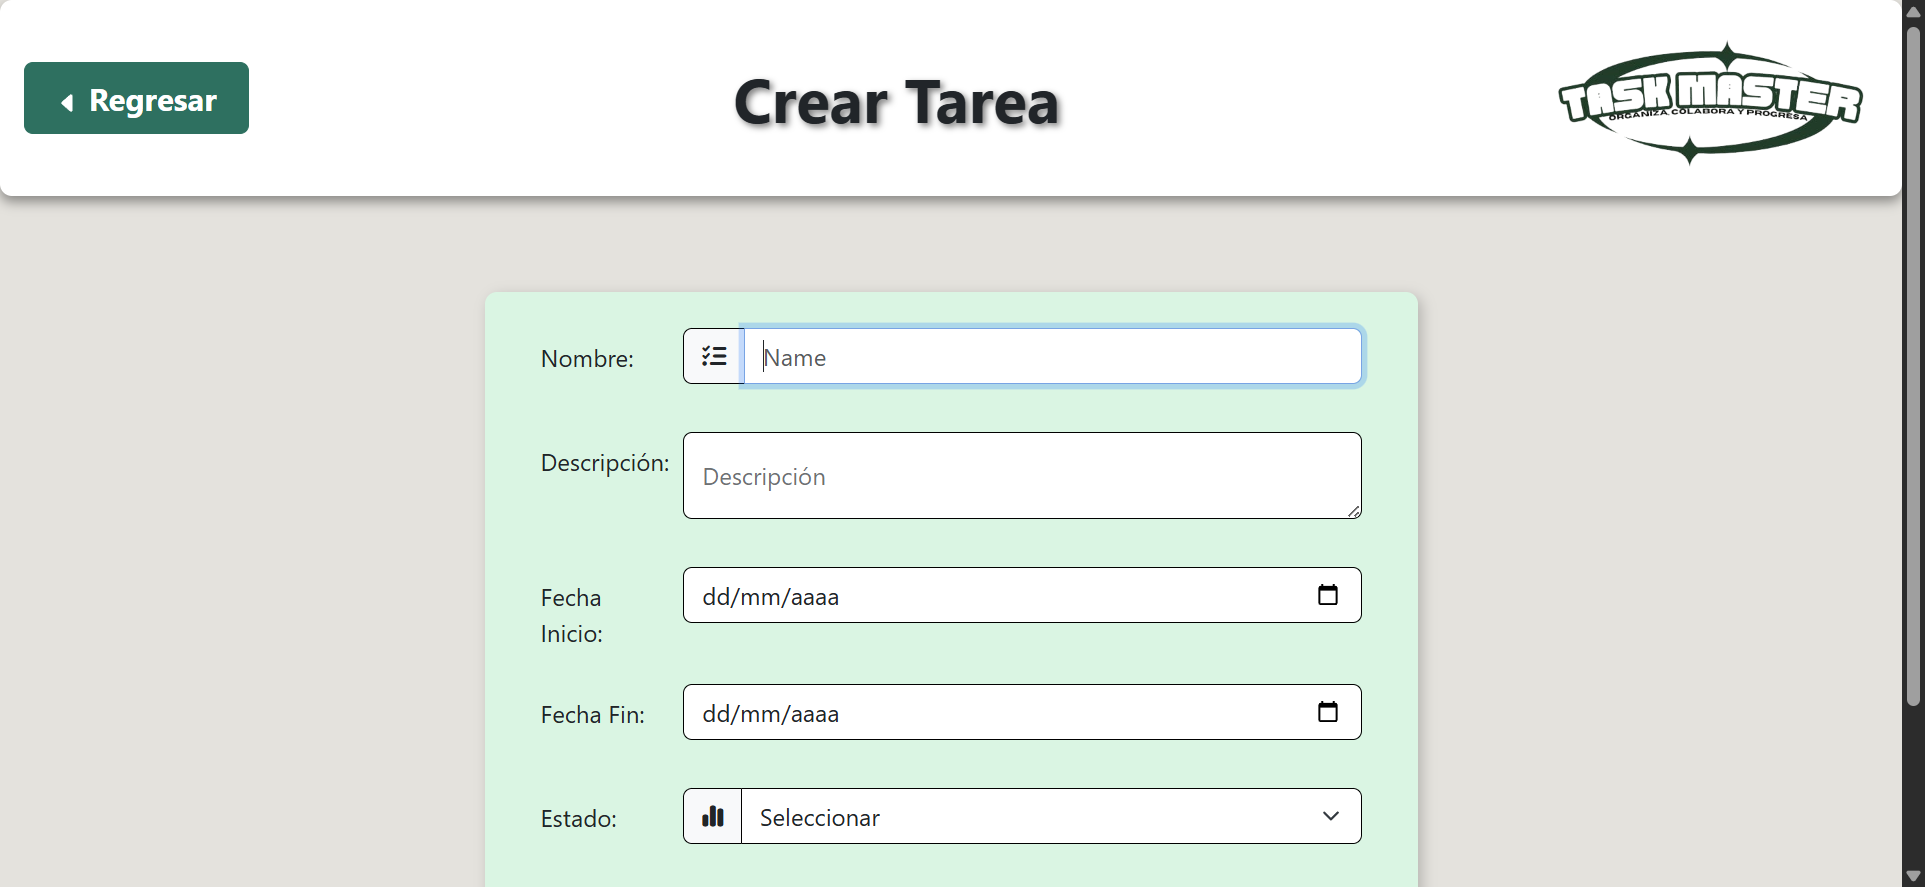 Regresar
Crear Tarea
TASK MASTER
ORGANIZA, COLABORA Y PROGRESA
Nombre:
Name
Descripción:
Descripción
Fecha
Inicio:
dd/mm/aaaa
Fecha Fin:
dd/mm/aaaa
Estado:
Seleccionar